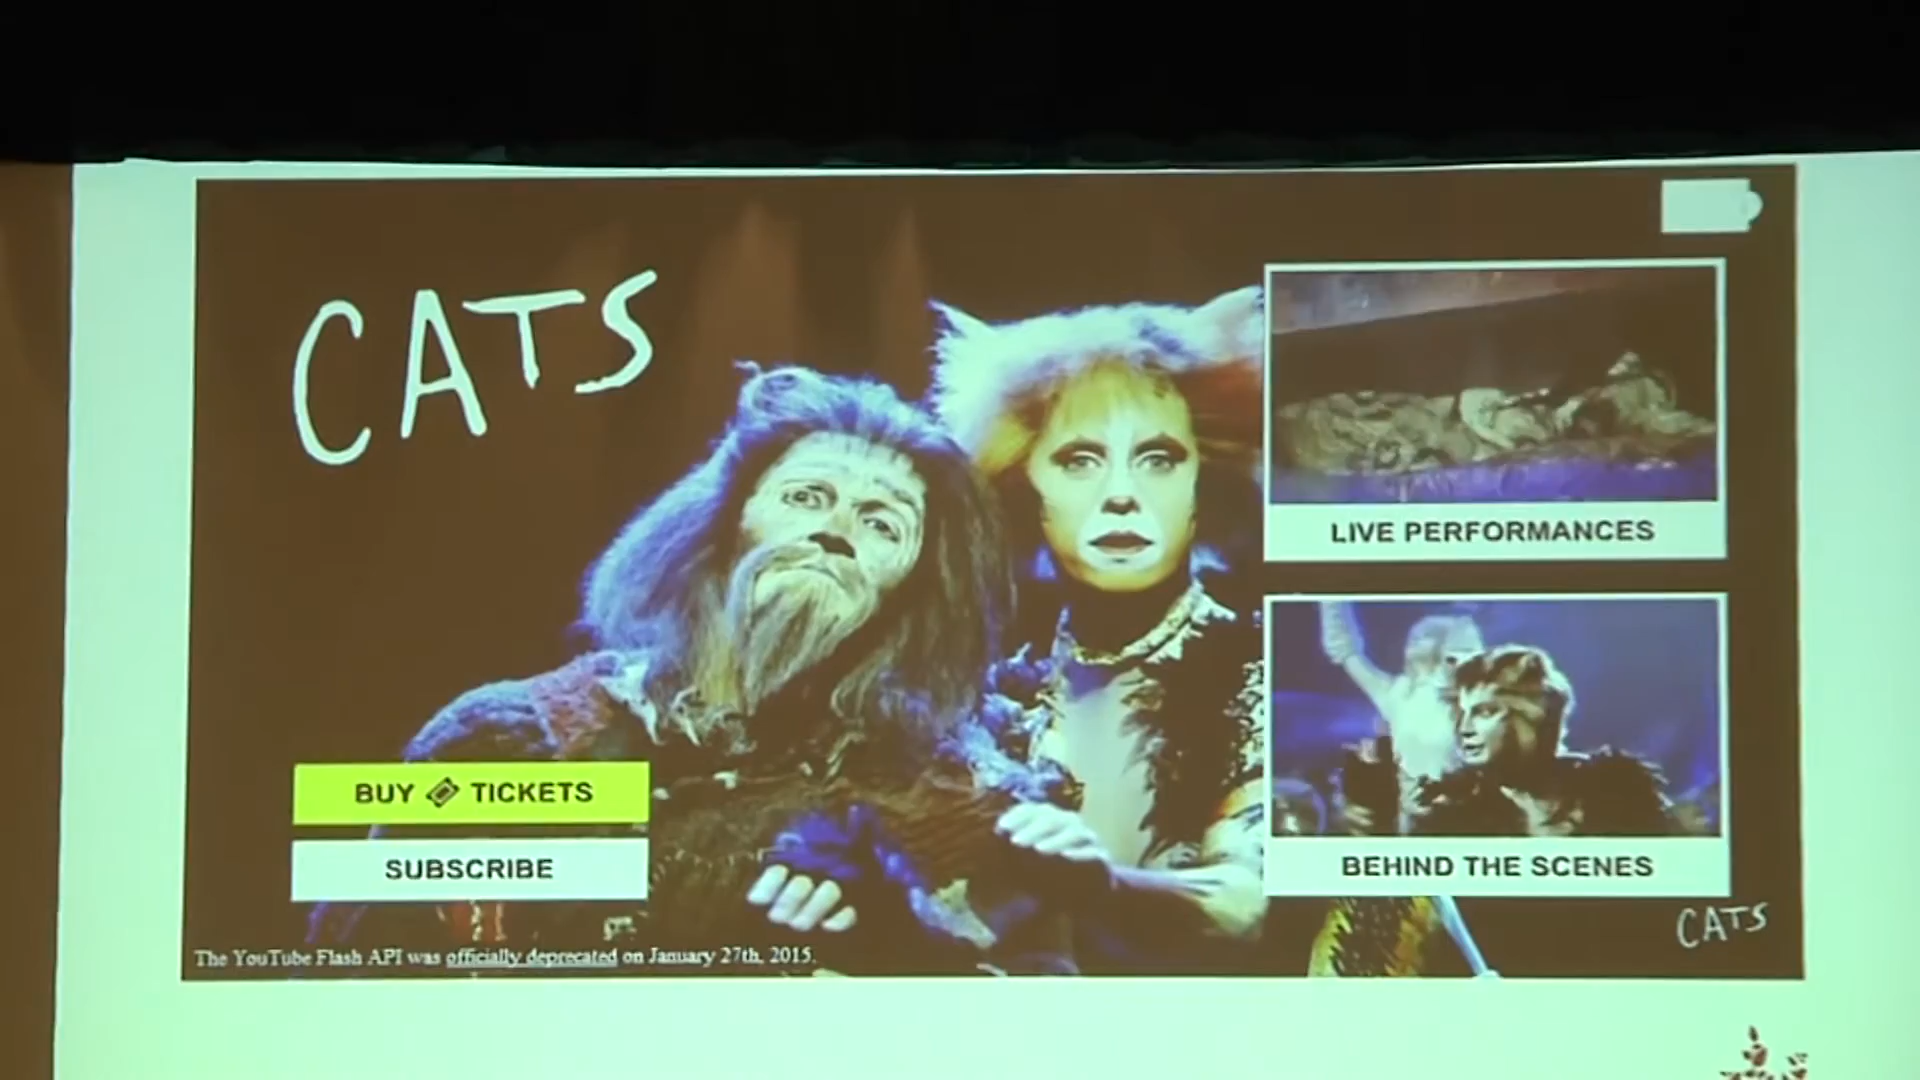 CATS
LIVE PERFORMANCES
BUY TICKETS
SUBSCRIBE
BEHIND THE SCENES
CATS
The YouTube Flash API was officially deprecated on January 27th, 2015.